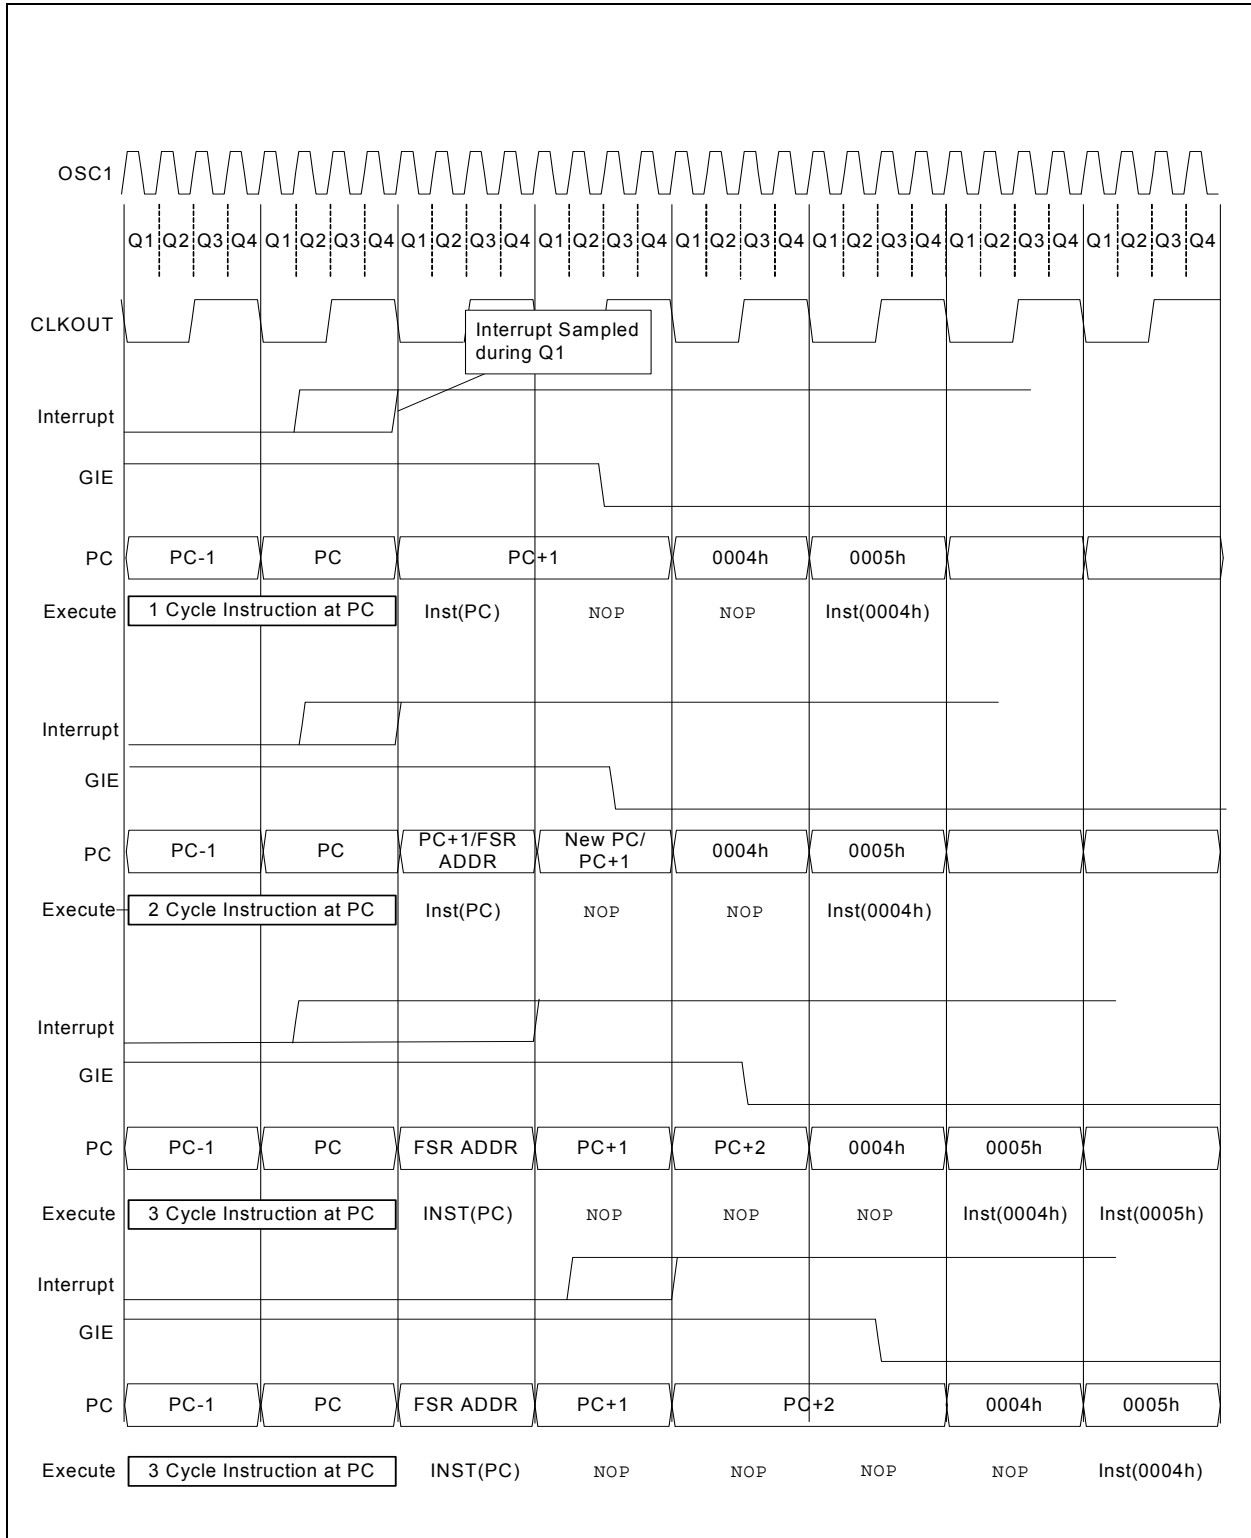 OSC1
Q1 Q2 Q3 Q4 Q1 Q2 Q3 Q4 Q1 Q2 Q3 Q4 Q1 Q2 Q3 Q4 Q1 Q2 Q3 Q4 Q1 Q2 Q3 Q4 Q1 Q2 Q3 Q4 Q1 Q2 Q3 Q4
CLKOUT
Interrupt Sampled
during Q1
Interrupt
GIE
PC PC-1 PC PC+1 0004h 0005h
Execute 1 Cycle Instruction at PC Inst(PC) NOP NOP Inst(0004h)
Interrupt
GIE
PC PC-1 PC PC+1/FSR ADDR New PC/ PC+1 0004h 0005h
Execute 2 Cycle Instruction at PC Inst(PC) NOP NOP Inst(0004h)
Interrupt
GIE
PC PC-1 PC FSR ADDR PC+1 PC+2 0004h 0005h
Execute 3 Cycle Instruction at PC INST(PC) NOP NOP NOP Inst(0004h) Inst(0005h)
Interrupt
GIE
PC PC-1 PC FSR ADDR PC+1 PC+2 0004h 0005h
Execute 3 Cycle Instruction at PC INST(PC) NOP NOP NOP NOP Inst(0004h)